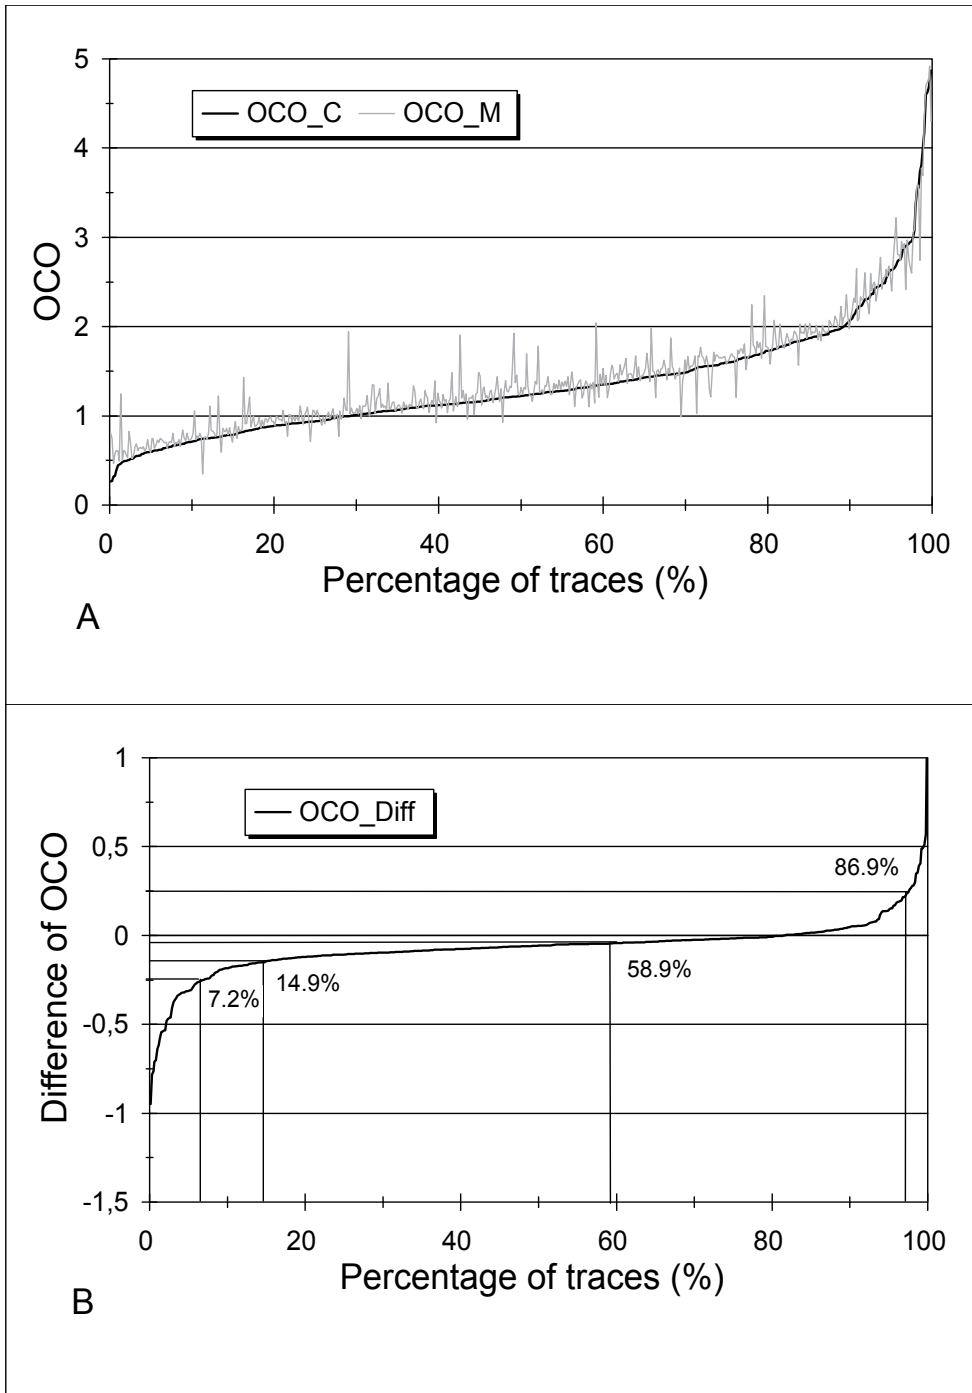 5
4
3
2
1
0
OCO
OCO_C OCO_M
0 20 40 60 80 100
Percentage of traces (%)
A
1
0,5
0
-0,5
-1
-1,5
Difference of OCO
OCO_Diff
86.9%
58.9%
14.9%
7.2%
0 20 40 60 80 100
Percentage of traces (%)
B